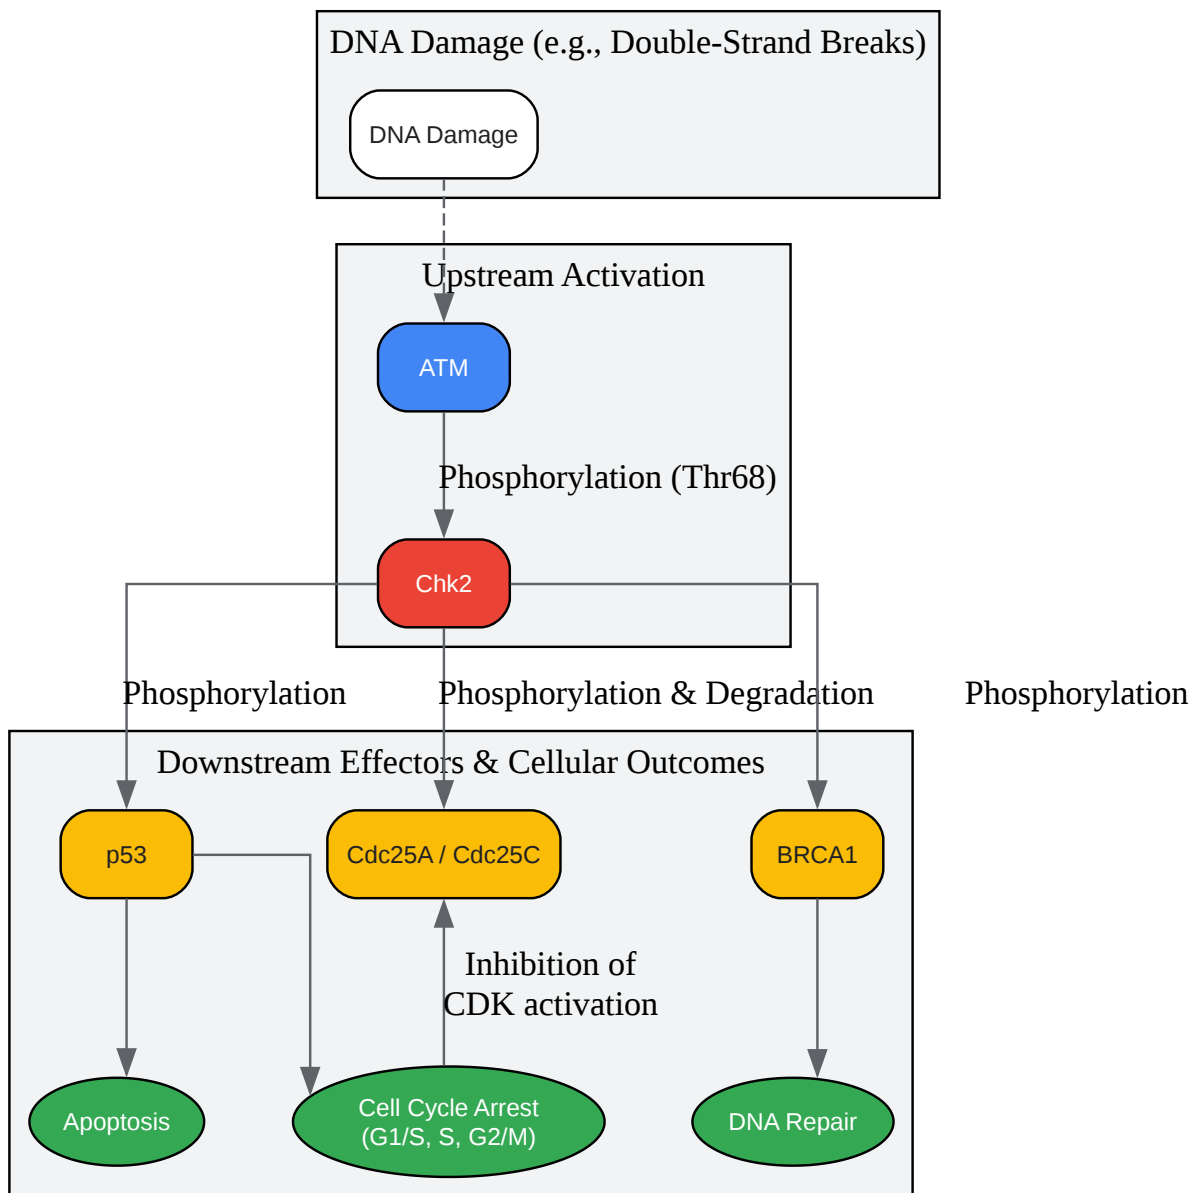 DNA Damage (e.g., Double-Strand Breaks)
DNA Damage
Upstream Activation
ATM
Phosphorylation (Thr68)
Chk2
Phosphorylation
Phosphorylation & Degradation
Phosphorylation
Downstream Effectors & Cellular Outcomes
p53
Cdc25A / Cdc25C
BRCA1
Inhibition of
CDK activation
Apoptosis
Cell Cycle Arrest
(G1/S, S, G2/M)
DNA Repair